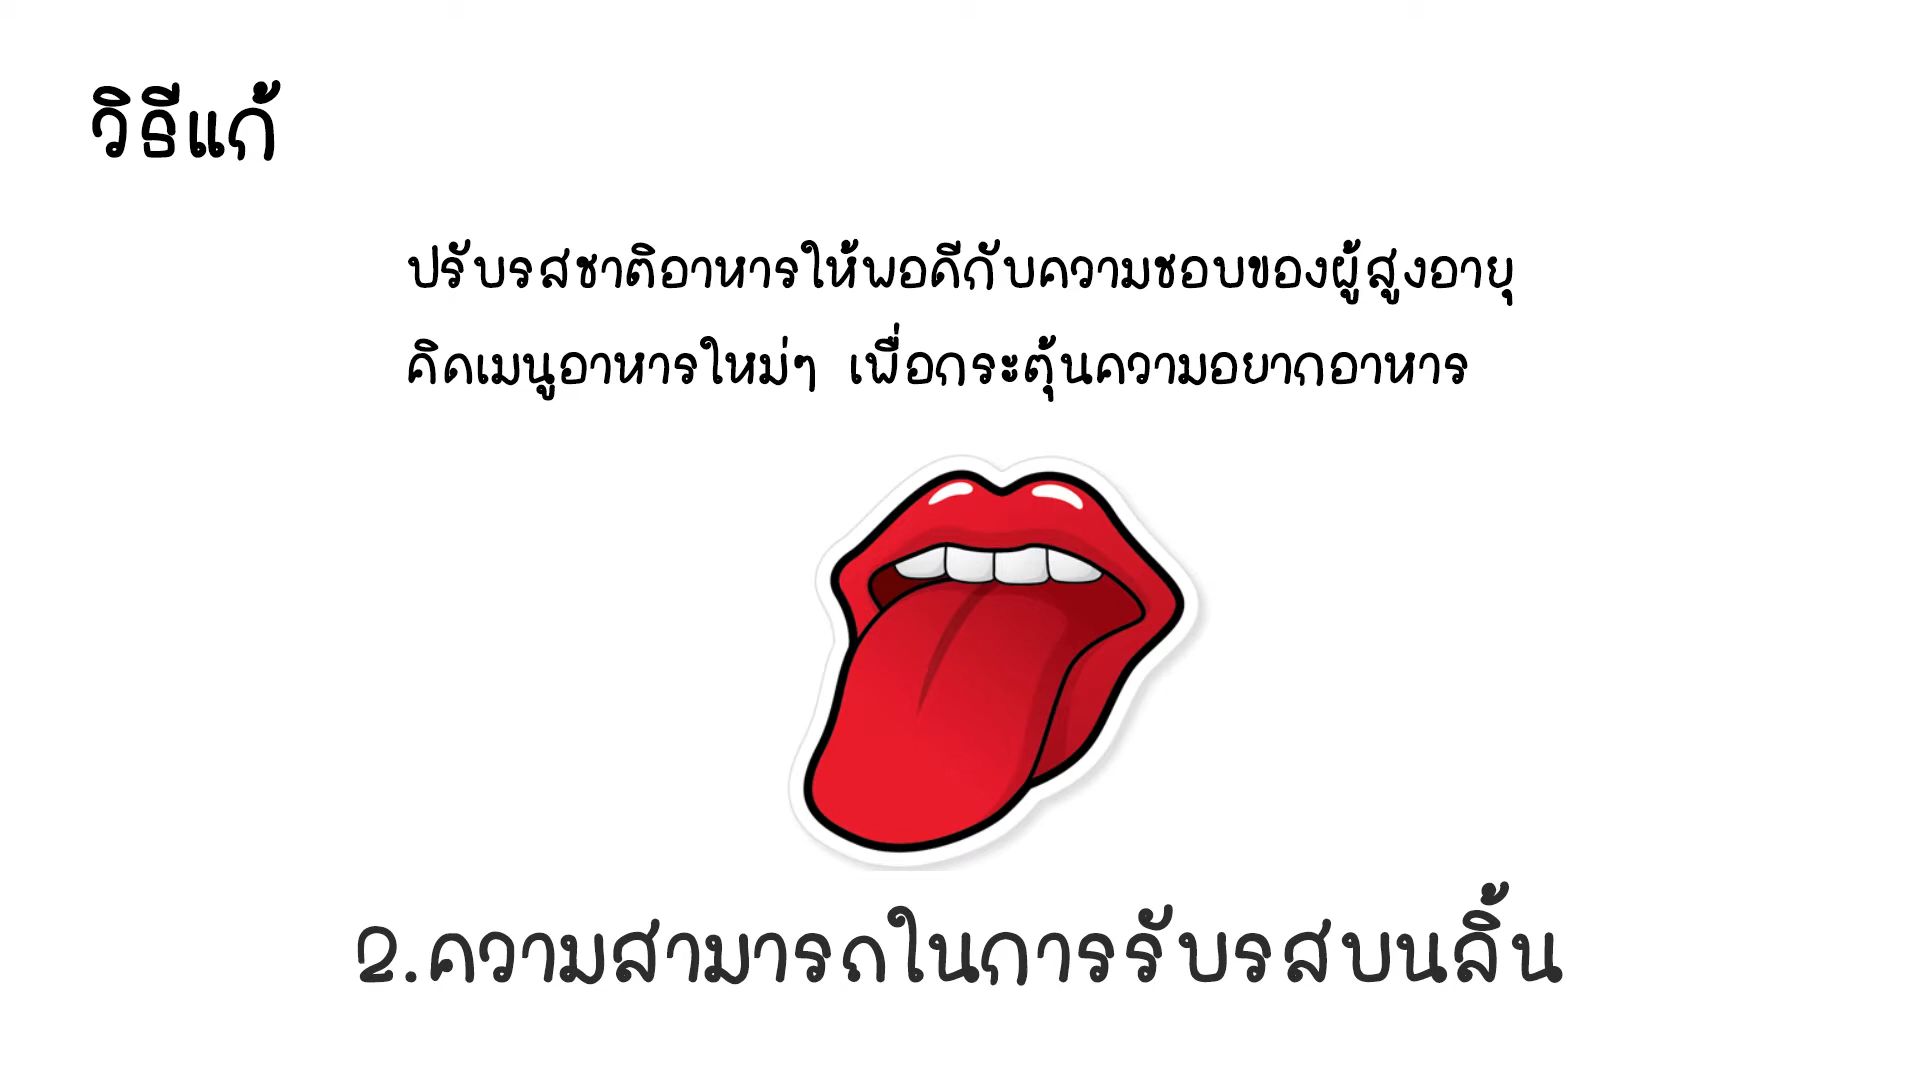 วิธีแก้
ปรับรสชาติอาหารให้พอดีกับความชอบของผู้สูงอายุ
คิดเมนูอาหารใหม่ๆ เพื่อกระตุ้นความอยากอาหาร
2.ความสามารถในการรับรสบนลิ้น